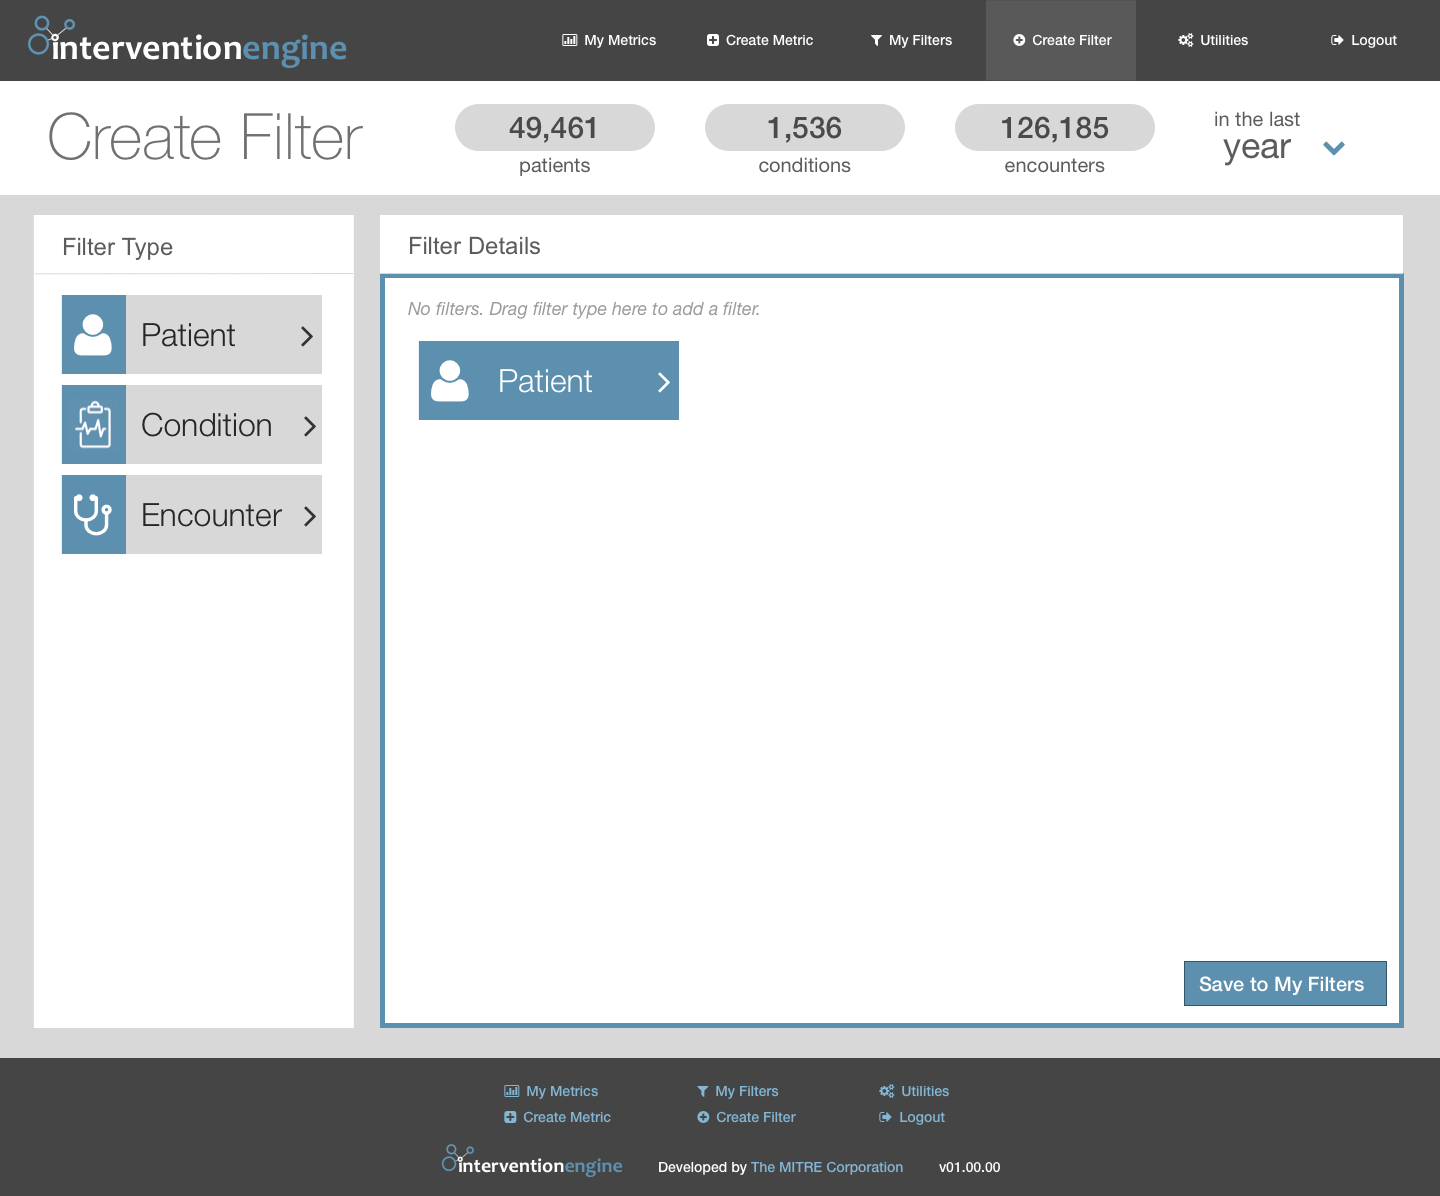 interventionengine
My Metrics
Create Metric
My Filters
Create Filter
Utilities
Logout
Create Filter
49,461
patients
1,536
conditions
126,185
encounters
in the last
year
Filter Type
Patient
Condition
Encounter
Filter Details
No filters. Drag filter type here to add a filter.
Patient
Save to My Filters
My Metrics
My Filters
Utilities
Create Metric
Create Filter
Logout
interventionengine
Developed by The MITRE Corporation
v01.00.00